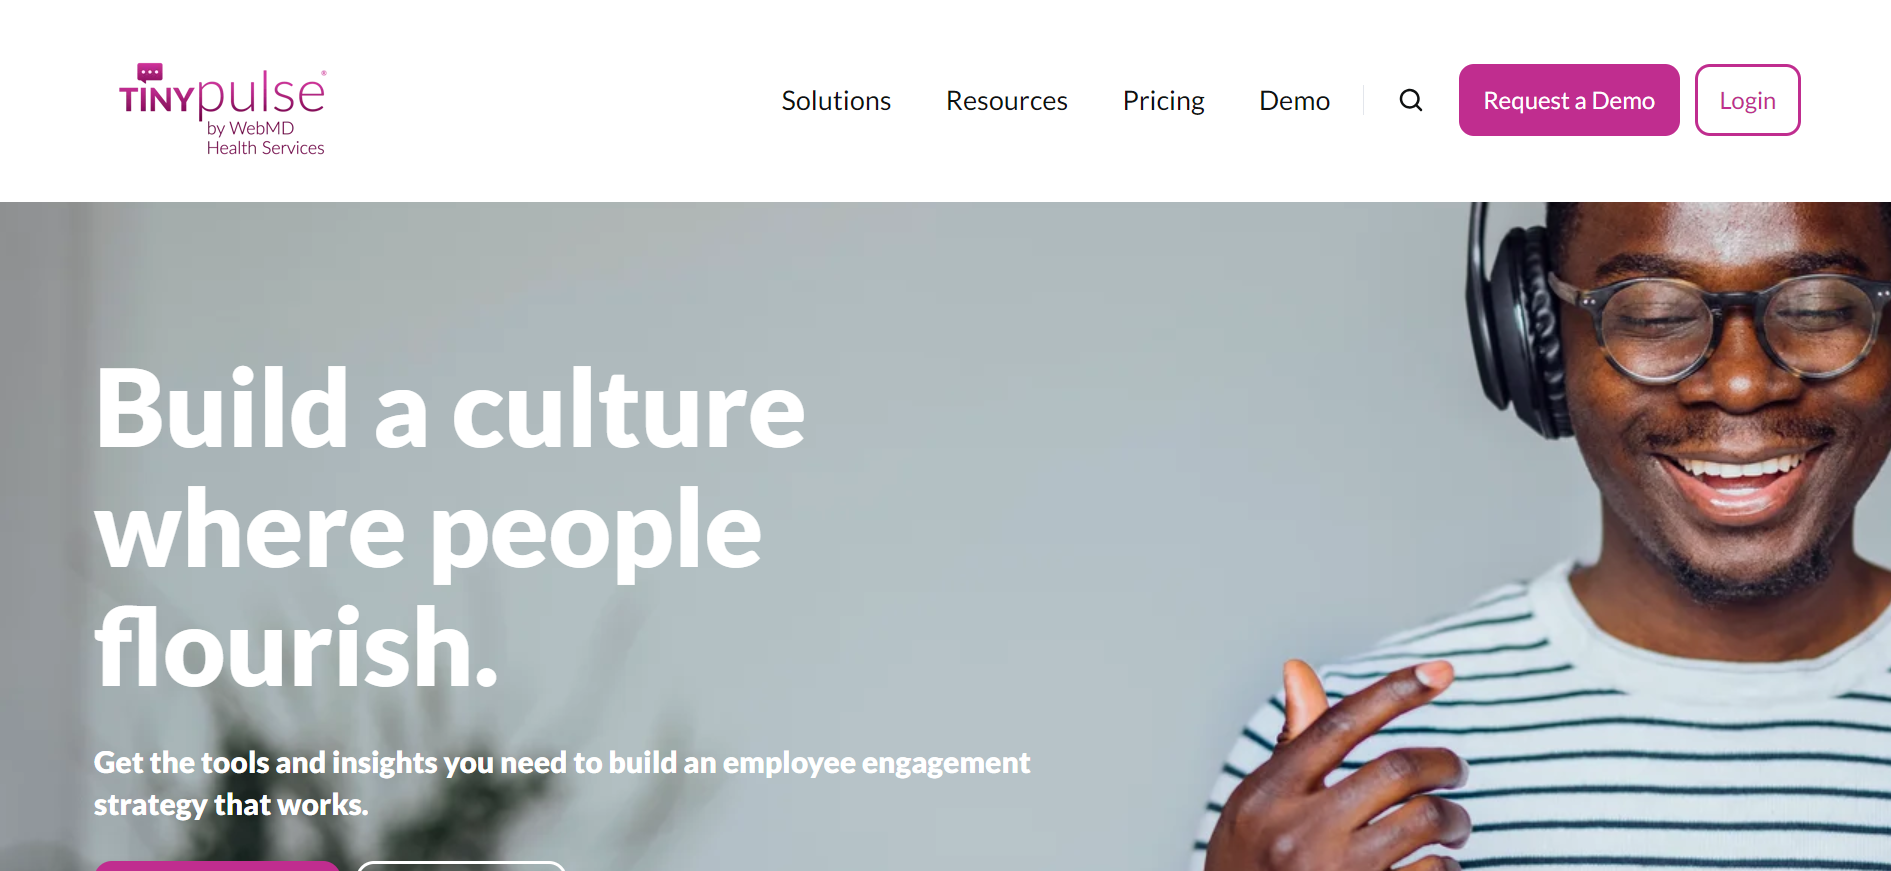 TINYpulse®
by WebMD
Health Services
Solutions
Resources
Pricing
Demo
Request a Demo
Login
Build a culture
where people
flourish.
Get the tools and insights you need to build an employee engagement
strategy that works.